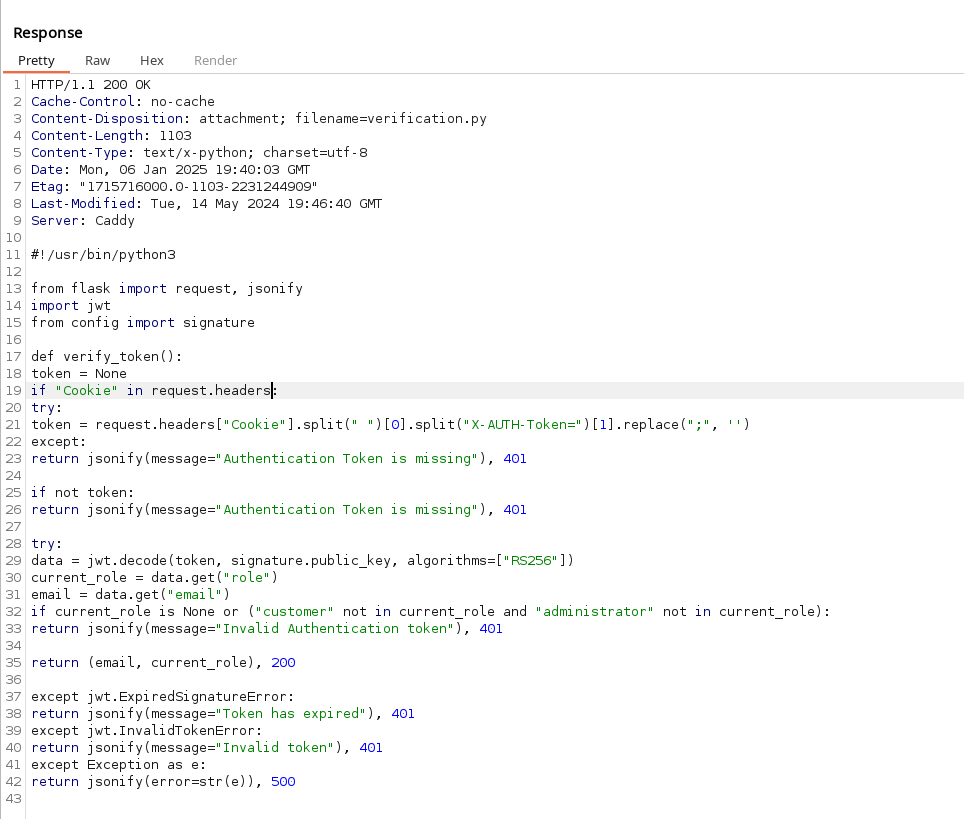 Response
Pretty Raw Hex Render
1 HTTP/1.1 200 OK
2 Cache-Control: no-cache
3 Content-Disposition: attachment; filename=verification.py
4 Content-Length: 1103
5 Content-Type: text/x-python; charset=utf-8
6 Date: Mon, 06 Jan 2025 19:40:03 GMT
7 Etag: "1715716000.0-1103-2231244909"
8 Last-Modified: Tue, 14 May 2024 19:46:40 GMT
9 Server: Caddy
10
11 #!/usr/bin/python3
12
13 from flask import request, jsonify
14 import jwt
15 from config import signature
16
17 def verify_token():
18 token = None
19 if "Cookie" in request.headers:
20 try:
21 token = request.headers["Cookie"].split(" ")[0].split("X-AUTH-Token=")[1].replace(";", '')
22 except:
23 return jsonify(message="Authentication Token is missing"), 401
24
25 if not token:
26 return jsonify(message="Authentication Token is missing"), 401
27
28 try:
29 data = jwt.decode(token, signature.public_key, algorithms=["RS256"])
30 current_role = data.get("role")
31 email = data.get("email")
32 if current_role is None or ("customer" not in current_role and "administrator" not in current_role):
33 return jsonify(message="Invalid Authentication token"), 401
34
35 return (email, current_role), 200
36
37 except jwt.ExpiredSignatureError:
38 return jsonify(message="Token has expired"), 401
39 except jwt.InvalidTokenError:
40 return jsonify(message="Invalid token"), 401
41 except Exception as e:
42 return jsonify(error=str(e)), 500
43